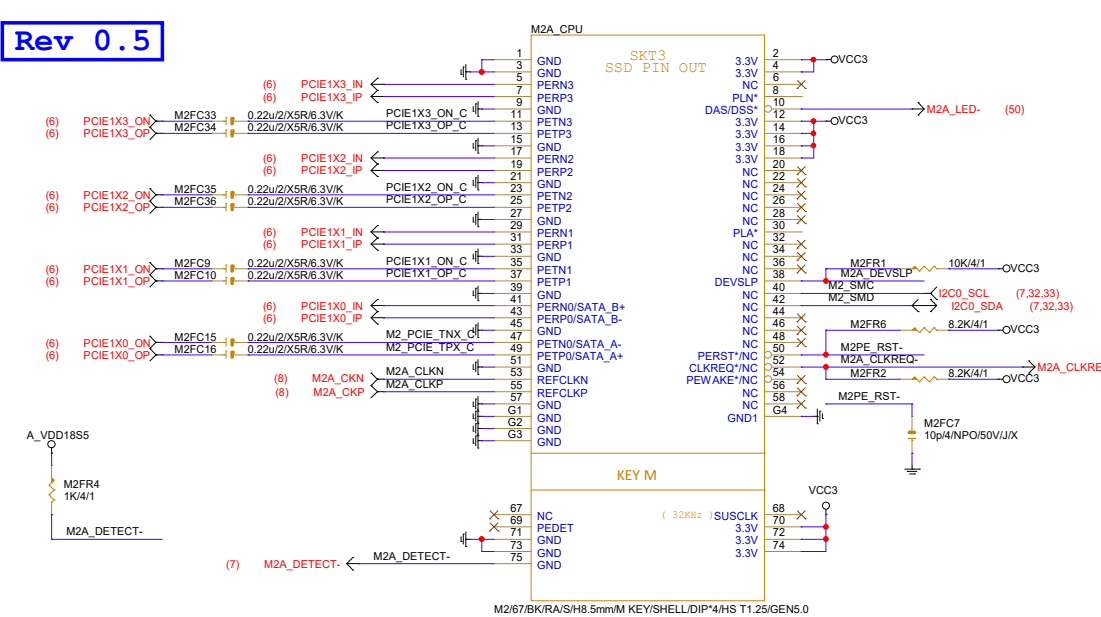 Rev 0.5
M2A_CPU
SKT3
SSD PIN OUT
1 GND
3 GND
(6) PCIE1X3_IN 5 PERN3
(6) PCIE1X3_IP 7 PERP3
9 GND
(6) PCIE1X3_ON M2FC33 0.22u/2/X5R/6.3V/K PCIE1X3_ON_C 11 PETN3
(6) PCIE1X3_OP M2FC34 0.22u/2/X5R/6.3V/K PCIE1X3_OP_C 13 PETP3
15 GND
(6) PCIE1X2_IN 17 PERN2
(6) PCIE1X2_IP 19 PERP2
21 GND
(6) PCIE1X2_ON M2FC35 0.22u/2/X5R/6.3V/K PCIE1X2_ON_C 23 PETN2
(6) PCIE1X2_OP M2FC36 0.22u/2/X5R/6.3V/K PCIE1X2_OP_C 25 PETP2
27 GND
(6) PCIE1X1_IN 29 PERN1
(6) PCIE1X1_IP 31 PERP1
33 GND
(6) PCIE1X1_ON M2FC9 0.22u/2/X5R/6.3V/K PCIE1X1_ON_C 35 PETN1
(6) PCIE1X1_OP M2FC10 0.22u/2/X5R/6.3V/K PCIE1X1_OP_C 37 PETP1
39 GND
(6) PCIE1X0_IN 41 PERN0/SATA_B+
(6) PCIE1X0_IP 43 PERP0/SATA_B-
45 GND
(6) PCIE1X0_ON M2FC15 0.22u/2/X5R/6.3V/K M2_PCIE_TNX_C 47 PETN0/SATA_A-
(6) PCIE1X0_OP M2FC16 0.22u/2/X5R/6.3V/K M2_PCIE_TPX_C 49 PETP0/SATA_A+
51 GND
(8) M2A_CKN M2A_CLKN 53 REFCLKN
(8) M2A_CKP M2A_CLKP 55 REFCLKP
57 GND
G1 GND
G2 GND
G3 GND
3.3V 2 VCC3
3.3V 4
NC 6
PLN* 8
DAS/DSS* 10 M2A_LED- (50)
3.3V 12 VCC3
3.3V 14
3.3V 16
3.3V 18
NC 20
NC 22
NC 24
NC 26
NC 28
PLA* 30
NC 32
NC 34
NC 36 M2FR1 10K/4/1 VCC3
DEVSLP 38 M2A_DEVSLP
NC 40 M2_SMC I2C0_SCL (7,32,33)
NC 42 M2_SMD I2C0_SDA (7,32,33)
NC 44
NC 46 M2FR6 8.2K/4/1 VCC3
NC 48
PERST*/NC 50 M2PE_RST-
CLKREQ*/NC 52 M2A_CLKREQ- M2A_CLKRE
PEWAKE*/NC 54 M2FR2 8.2K/4/1 VCC3
NC 56
NC 58 M2PE_RST-
GND1 G4
M2FC7
10p/4/NPO/50V/J/X
A_VDD18S5
M2FR4
1K/4/1
M2A_DETECT-
KEY M
67 NC
69 PEDET
71 GND
73 GND
(7) M2A_DETECT- M2A_DETECT- 75 GND
VCC3
( 32KHz ) SUSCLK 68
3.3V 70
3.3V 72
3.3V 74
M2/67/BK/RA/S/H8.5mm/M KEY/SHELL/DIP*4/HS T1.25/GEN5.0